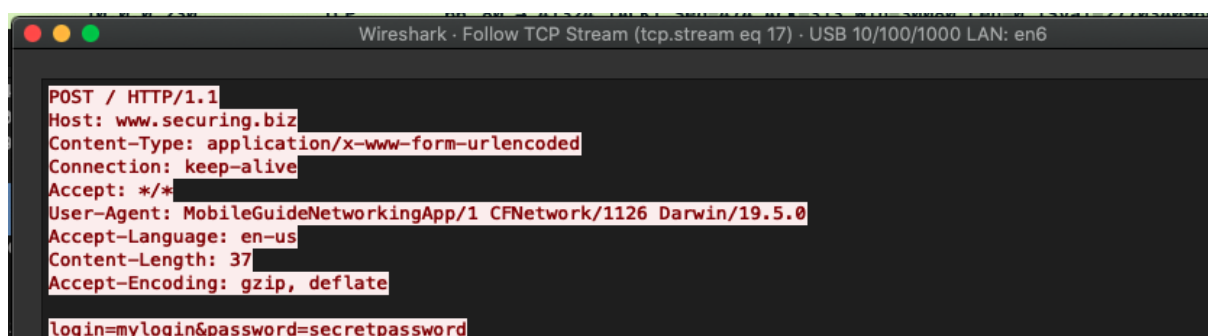 Wireshark · Follow TCP Stream (tcp.stream eq 17) · USB 10/100/1000 LAN: en6
POST / HTTP/1.1
Host: www.securing.biz
Content-Type: application/x-www-form-urlencoded
Connection: keep-alive
Accept: */*
User-Agent: MobileGuideNetworkingApp/1 CFNetwork/1126 Darwin/19.5.0
Accept-Language: en-us
Content-Length: 37
Accept-Encoding: gzip, deflate
login=mylogin&password=secretpassword